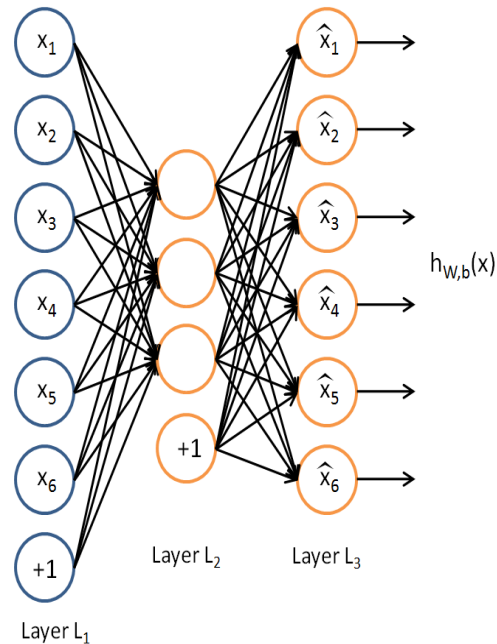 x₁
x₂
x₃
x₄
x₅
x₆
+1
Layer L₁
+1
Layer L₂
x̂₁
x̂₂
x̂₃
x̂₄
x̂₅
x̂₆
Layer L₃
h_{W,b}(x)